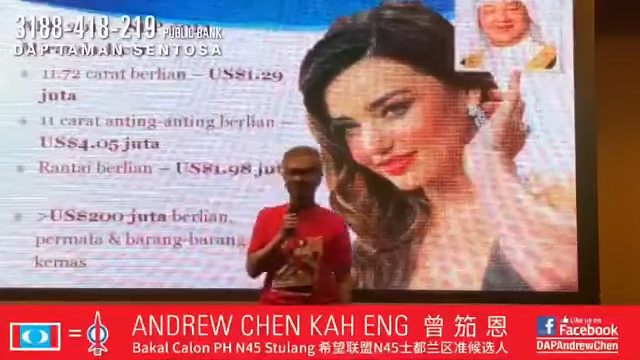 3188-418-219 PUBLIC BANK
DAP TAMAN SENTOSA
11.72 carat berlian – US$1.29
juta
11 carat anting-anting berlian –
US$4.05 juta
Rantai berlian – US$1.98 jut
>US$200 juta berlian,
permata & barang-barang
kemas
ANDREW CHEN KAH ENG 曾笳恩
Bakal Calon PH N45 Stulang 希望联盟N45士都兰区准候选人
Like us on
Facebook
DAPAndrewChen